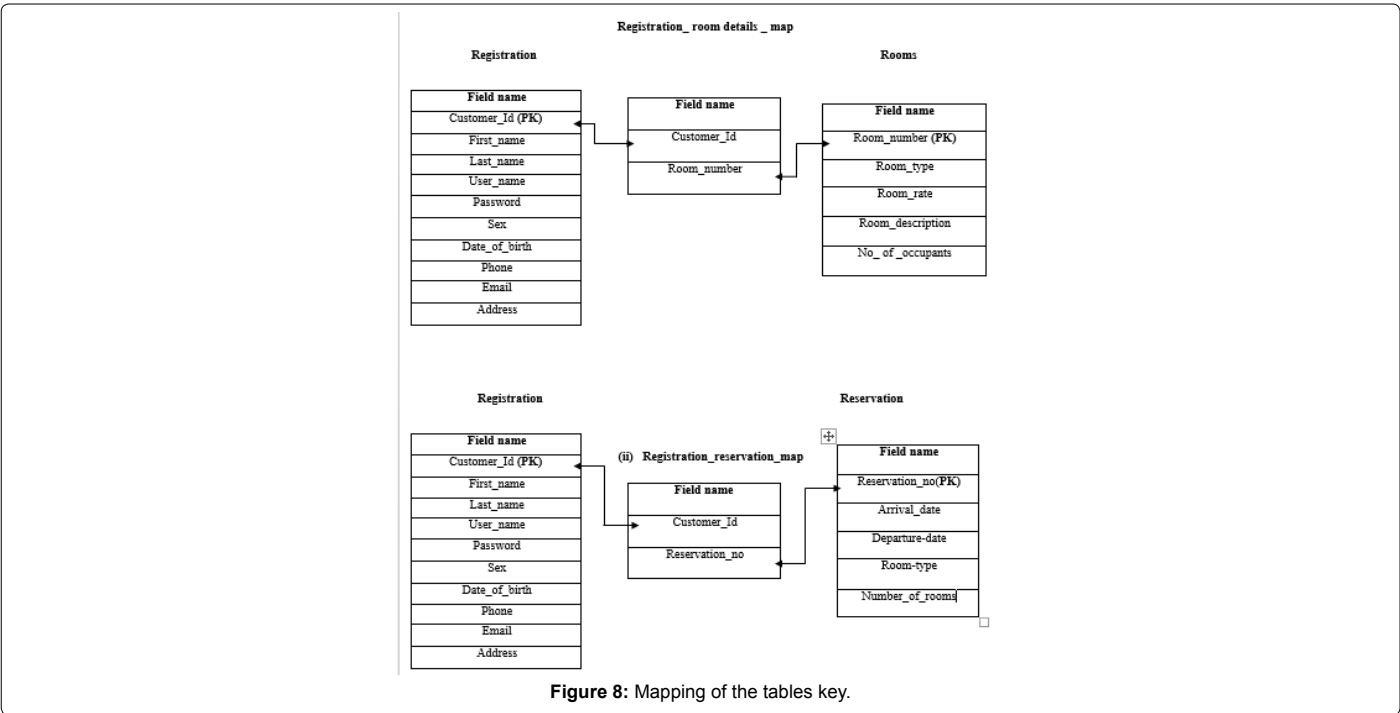 Registration_ room details _ map
Registration
Rooms
Field name
Customer_Id (PK)
First_name
Last_name
User_name
Password
Sex
Date_of_birth
Phone
Email
Address
Field name
Customer_Id
Room_number
Field name
Room_number (PK)
Room_type
Room_rate
Room_description
No_ of _occupants
Registration
Reservation
Field name
Customer_Id (PK)
First_name
Last_name
User_name
Password
Sex
Date_of_birth
Phone
Email
Address
(ii) Registration_reservation_map
Field name
Customer_Id
Reservation_no
Field name
Reservation_no(PK)
Arrival_date
Departure-date
Room-type
Number_of_rooms
Figure 8: Mapping of the tables key.